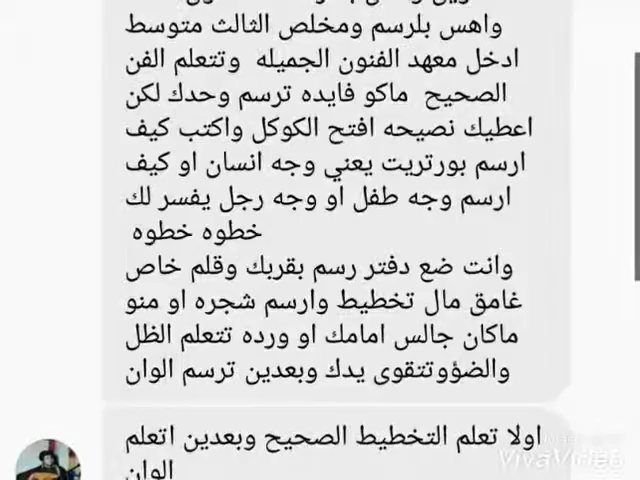 واهس بلرسم ومخلص الثالث متوسط
ادخل معهد الفنون الجميله وتتعلم الفن
الصحيح ماكو فايده ترسم وحدك لكن
اعطيك نصيحه افتح الكوكل واكتب كيف
ارسم بورتريت يعني وجه انسان او كيف
ارسم وجه طفل او وجه رجل يفسر لك
خطوه خطوه
وانت ضع دفتر رسم بقربك وقلم خاص
غامق مال تخطيط وارسم شجره او منو
ماكان جالس امامك او ورده تتعلم الظل
والضؤوتتقوى يدك وبعدين ترسم الوان
اولا تعلم التخطيط الصحيح وبعدين اتعلم
الوان
VivaVideo